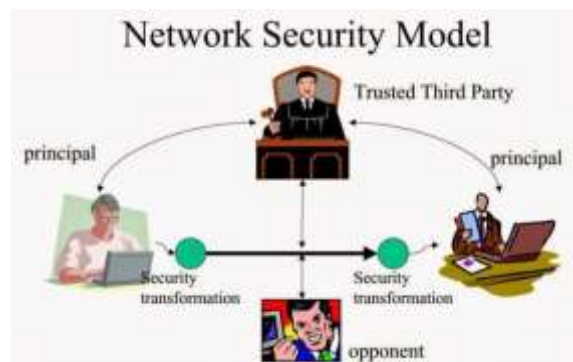 Network Security Model
Trusted Third Party
principal
principal
Security
transformation
Security
transformation
opponent